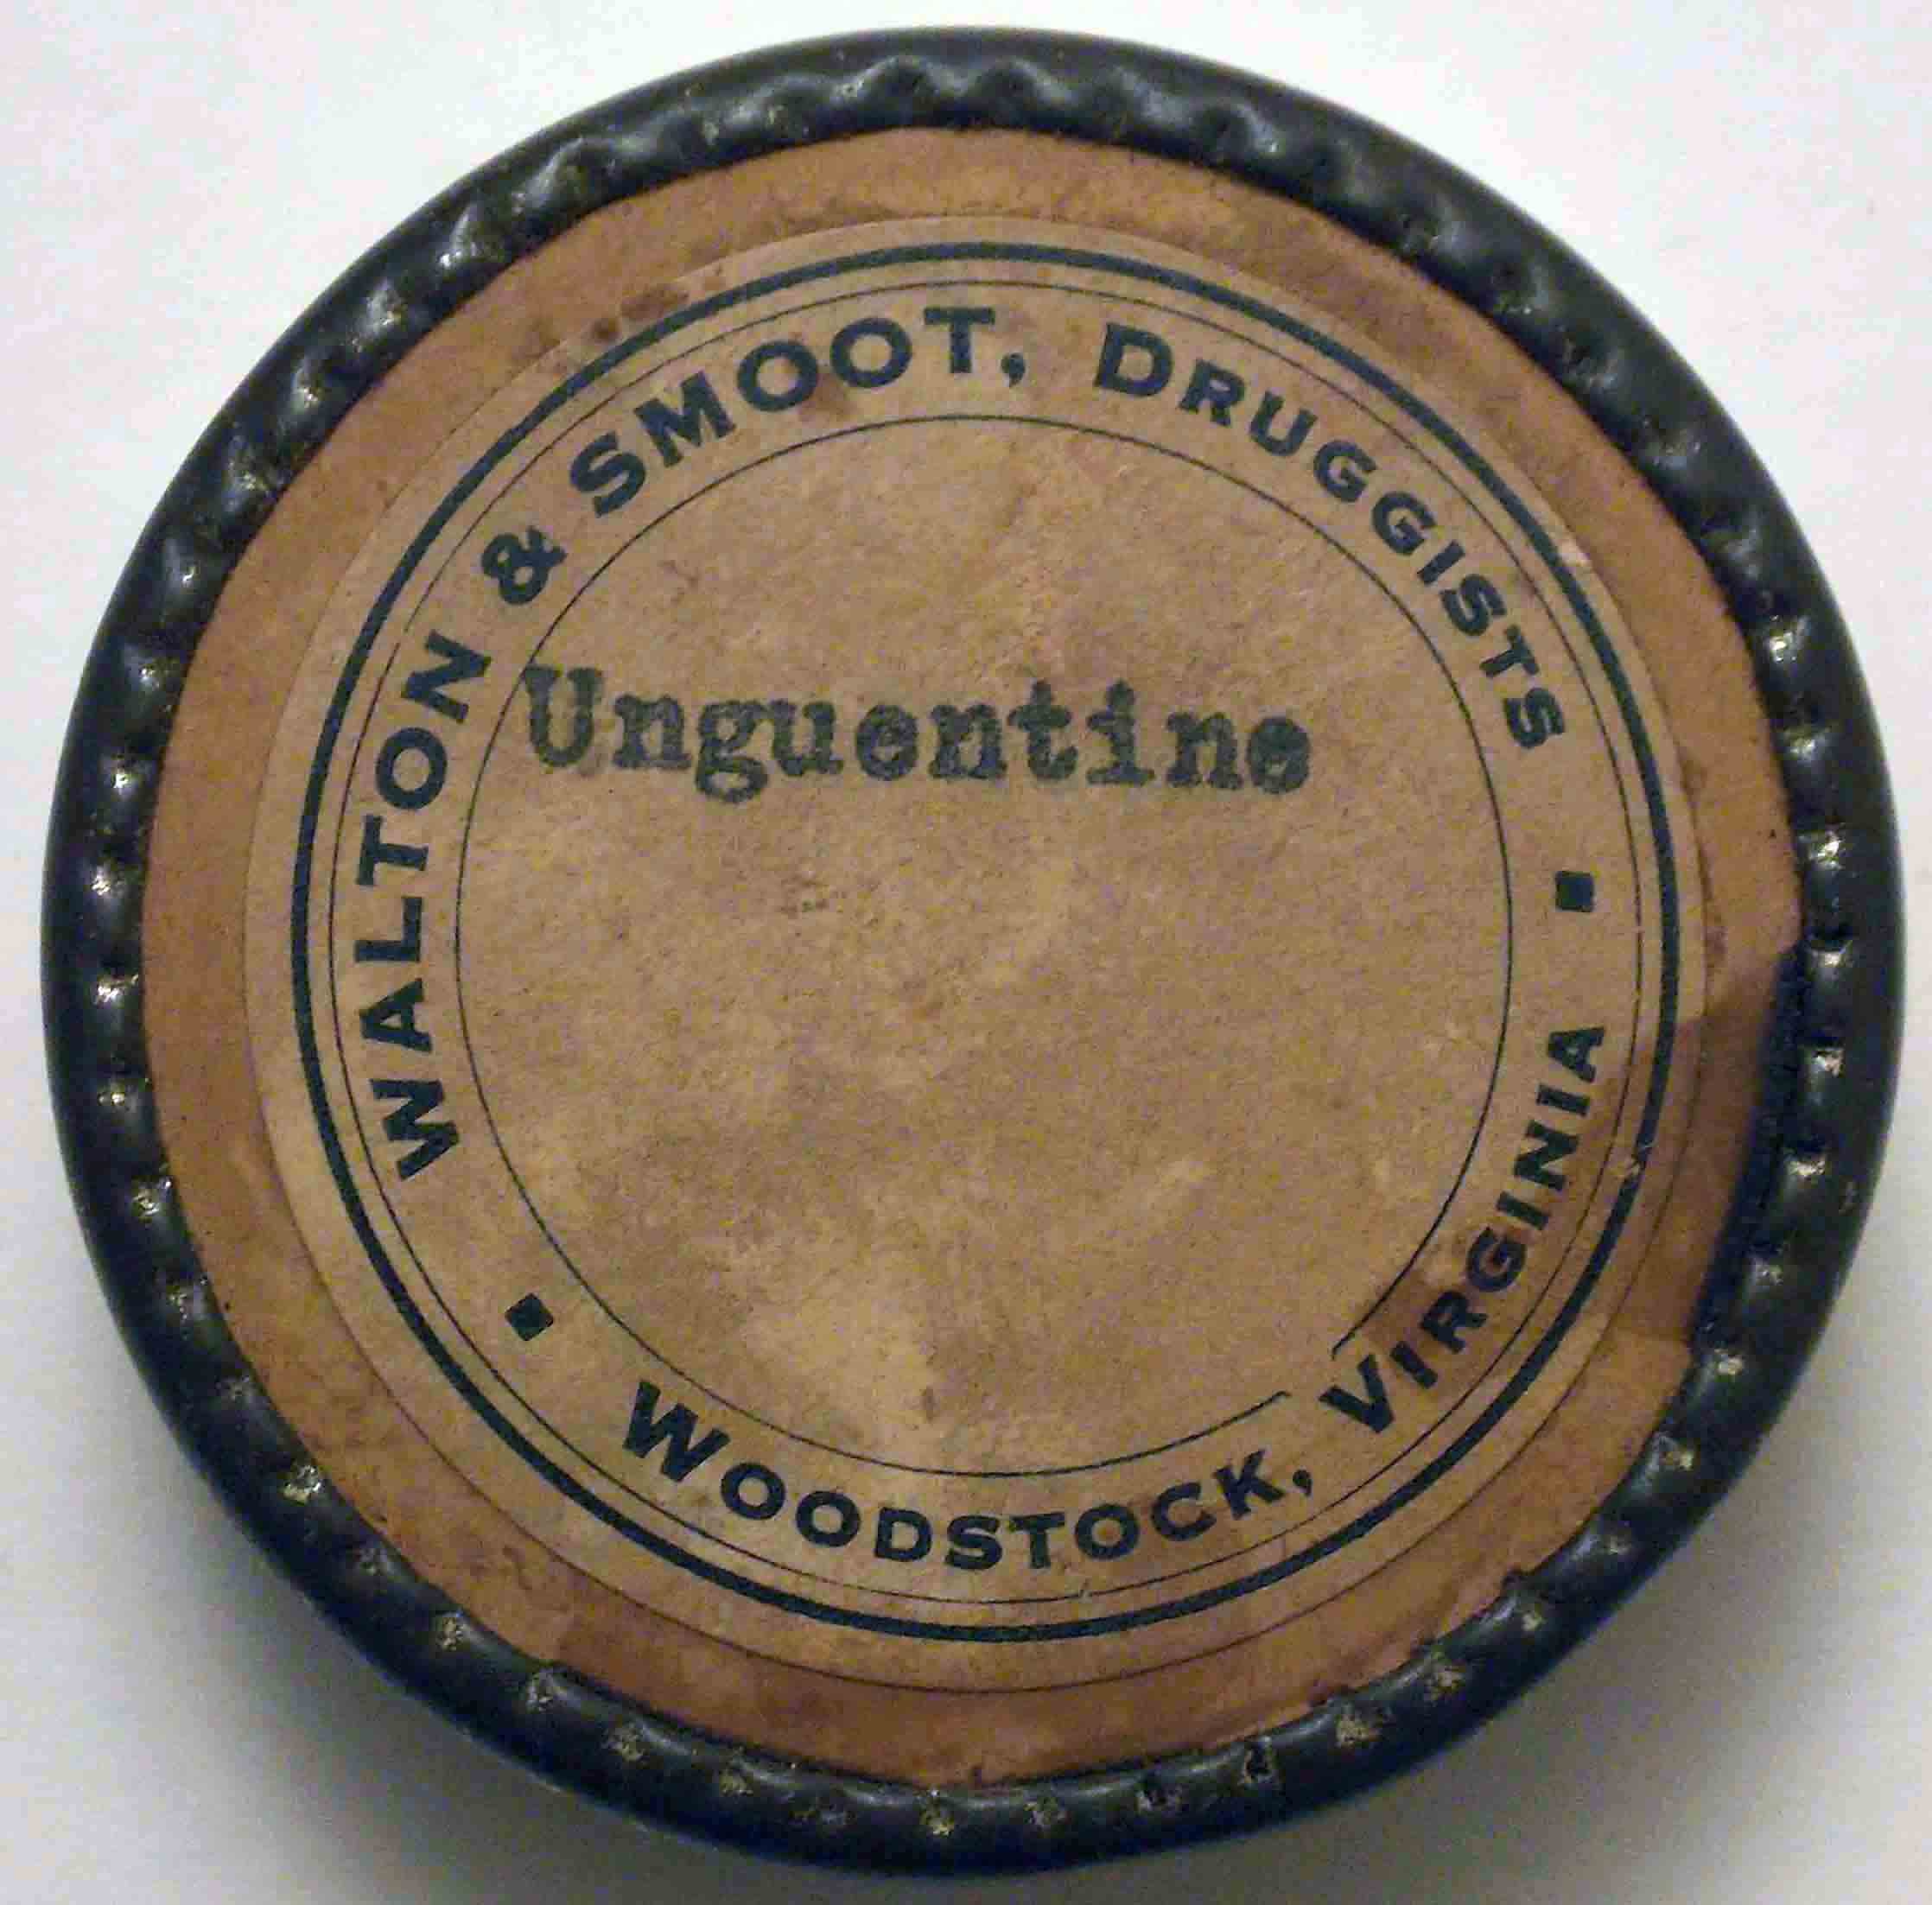 WALTON & SMOOT, DRUGGISTS
Unguentine
WOODSTOCK, VIRGINIA